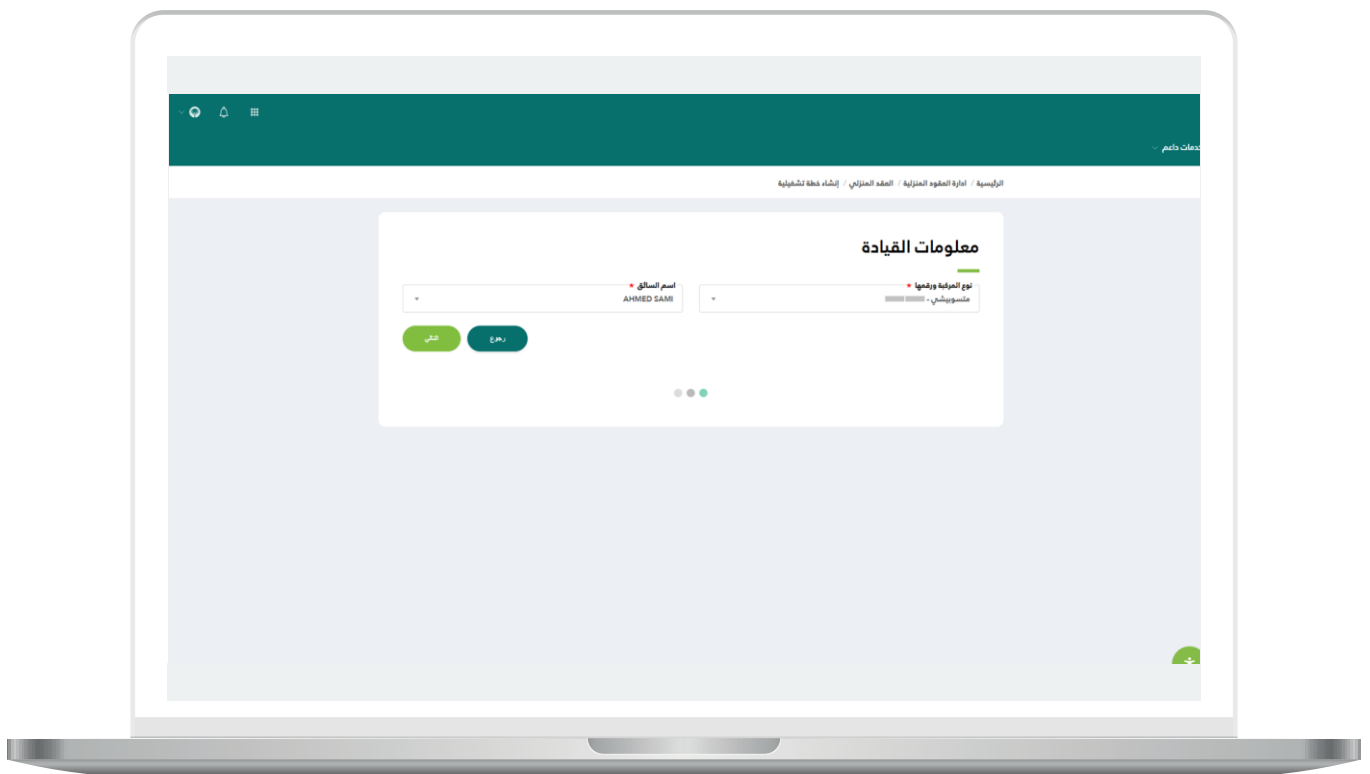 خدمات داعم
الرئيسية / ادارة العقود المنزلية / العقد المنزلي / إنشاء خطة تشغيلية
معلومات القيادة
نوع المركبة ورقمها *
متسوبيشي -
اسم السائق *
AHMED SAMI
رجوع
التالي